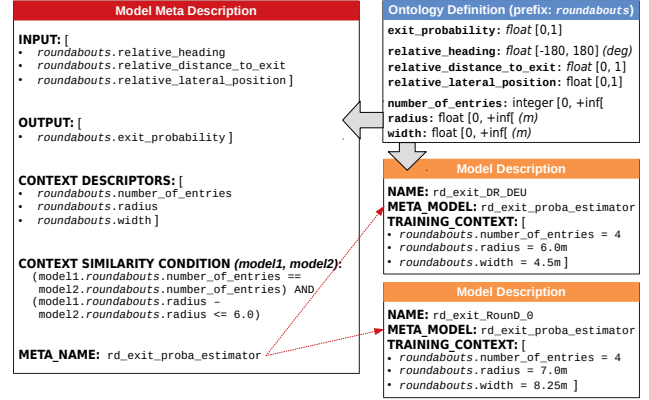 Model Meta Description
INPUT: [
• roundabouts.relative_heading
• roundabouts.relative_distance_to_exit
• roundabouts.relative_lateral_position ]
OUTPUT: [
• roundabouts.exit_probability ]
CONTEXT DESCRIPTORS: [
• roundabouts.number_of_entries
• roundabouts.radius
• roundabouts.width ]
CONTEXT SIMILARITY CONDITION (model1, model2):
(model1.roundabouts.number_of_entries ==
model2.roundabouts.number_of_entries) AND
(model1.roundabouts.radius –
model2.roundabouts.radius <= 6.0)
META_NAME: rd_exit_proba_estimator
Ontology Definition (prefix: roundabouts)
exit_probability: float [0,1]
relative_heading: float [-180, 180] (deg)
relative_distance_to_exit: float [0, 1]
relative_lateral_position: float [0,1]
number_of_entries: integer [0, +inf[
radius: float [0, +inf[ (m)
width: float [0, +inf[ (m)
Model Description
NAME: rd_exit_DR_DEU
META_MODEL: rd_exit_proba_estimator
TRAINING_CONTEXT: [
• roundabouts.number_of_entries = 4
• roundabouts.radius = 6.0m
• roundabouts.width = 4.5m ]
Model Description
NAME: rd_exit_RounD_0
META_MODEL: rd_exit_proba_estimator
TRAINING_CONTEXT: [
• roundabouts.number_of_entries = 4
• roundabouts.radius = 7.0m
• roundabouts.width = 8.25m ]